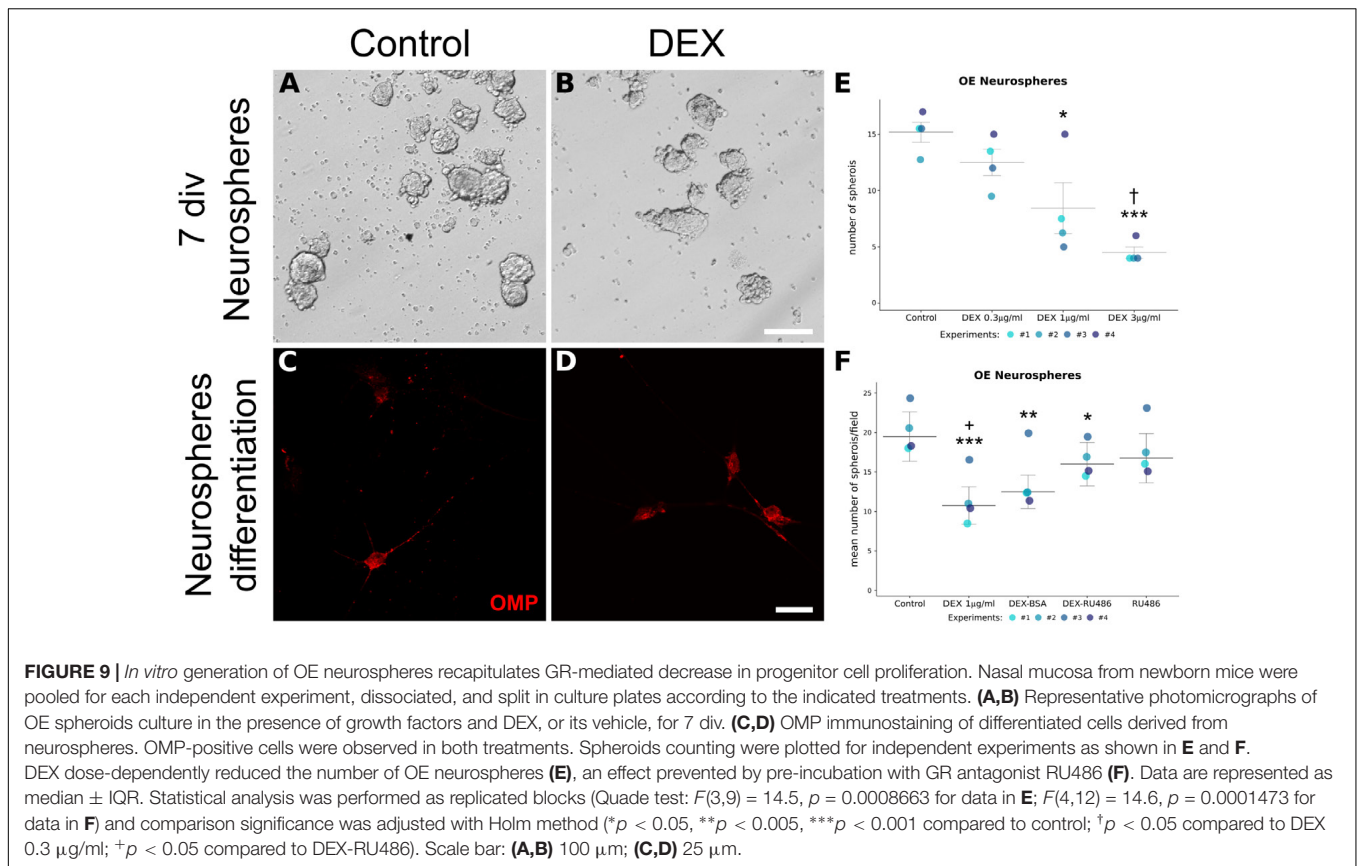 Control
DEX
7 div
Neurospheres
Neurospheres
differentiation
A
B
C
OMP
D
E
OE Neurospheres
number of spherois
15
10
5
0
*
†
***
Control
DEX 0.3µg/ml
DEX 1µg/ml
DEX 3µg/ml
Experiments: #1 #2 #3 #4
F
OE Neurospheres
mean number of spherois/field
25
20
15
10
5
0
+
***
**
*
Control
DEX 1µg/ml
DEX-BSA
DEX-RU486
RU486
Experiments: #1 #2 #3 #4
FIGURE 9 | In vitro generation of OE neurospheres recapitulates GR-mediated decrease in progenitor cell proliferation. Nasal mucosa from newborn mice were
pooled for each independent experiment, dissociated, and split in culture plates according to the indicated treatments. (A,B) Representative photomicrographs of
OE spheroids culture in the presence of growth factors and DEX, or its vehicle, for 7 div. (C,D) OMP immunostaining of differentiated cells derived from
neurospheres. OMP-positive cells were observed in both treatments. Spheroids counting were plotted for independent experiments as shown in E and F.
DEX dose-dependently reduced the number of OE neurospheres (E), an effect prevented by pre-incubation with GR antagonist RU486 (F). Data are represented as
median ± IQR. Statistical analysis was performed as replicated blocks (Quade test: F(3,9) = 14.5, p = 0.0008663 for data in E; F(4,12) = 14.6, p = 0.0001473 for
data in F) and comparison significance was adjusted with Holm method (*p < 0.05, **p < 0.005, ***p < 0.001 compared to control; †p < 0.05 compared to DEX
0.3 µg/ml; +p < 0.05 compared to DEX-RU486). Scale bar: (A,B) 100 µm; (C,D) 25 µm.